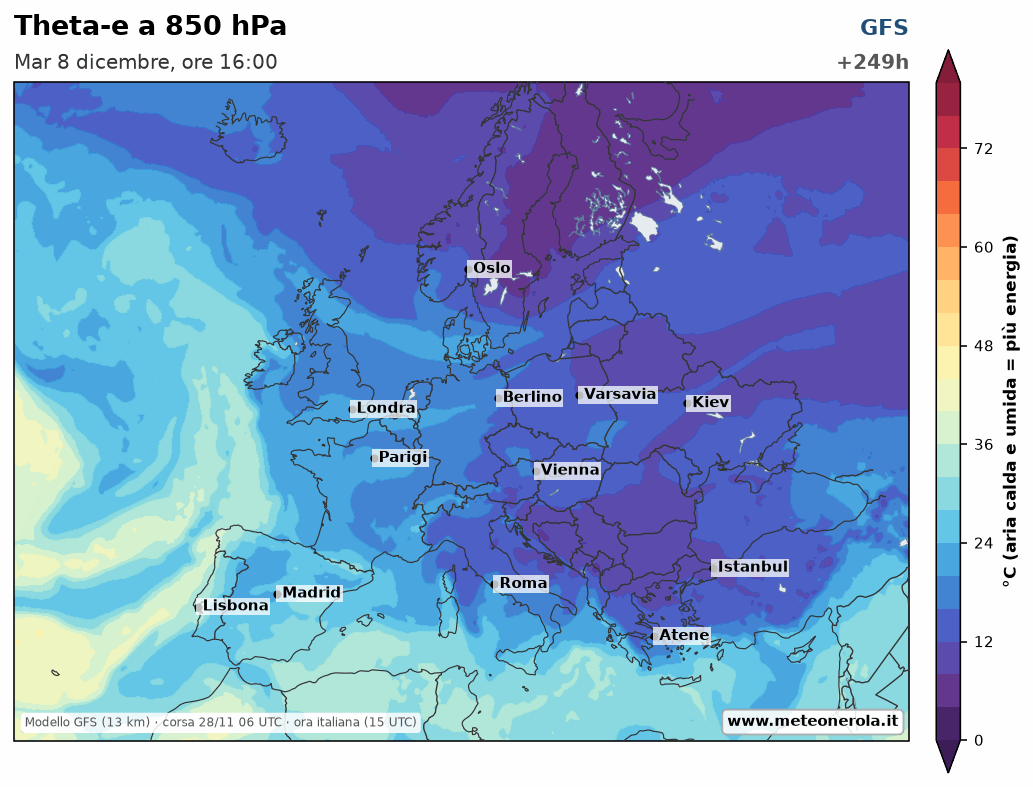 Theta-e a 850 hPa
GFS
Mar 8 dicembre, ore 16:00
+249h
72
60
48
36
24
12
0
°C (aria calda e umida = più energia)
Oslo
Berlino
Varsavia
Kiev
Londra
Parigi
Vienna
Istanbul
Roma
Madrid
Lisbona
Atene
Modello GFS (13 km) · corsa 28/11 06 UTC · ora italiana (15 UTC)
www.meteonerola.it